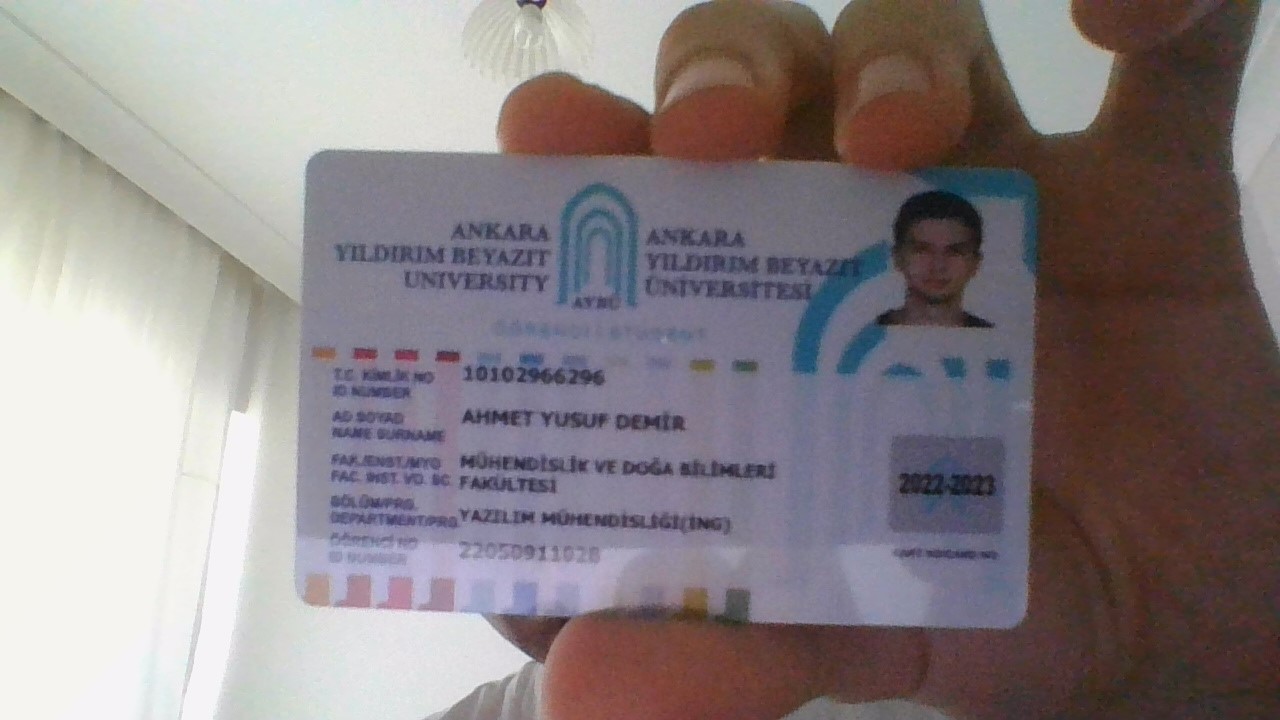 ANKARA
YILDIRIM BEYAZIT
UNIVERSITY
AYBÜ
ANKARA
YILDIRIM BEYAZIT
ÜNİVERSİTESİ
ÖĞRENCİ | STUDENT
T.C. KİMLİK NO 10102966296
ID NUMBER
AD SOYAD AHMET YUSUF DEMİR
NAME SURNAME
FAK./ENST./MYO MÜHENDİSLİK VE DOĞA BİLİMLERİ
FAC. INST. VO. SC. FAKÜLTESİ
BÖLÜM/PRG. YAZILIM MÜHENDİSLİĞİ(İNG)
DEPARTMENT/PRG
ÖĞRENCİ NO 22050911028
ID NUMBER
2022-2023